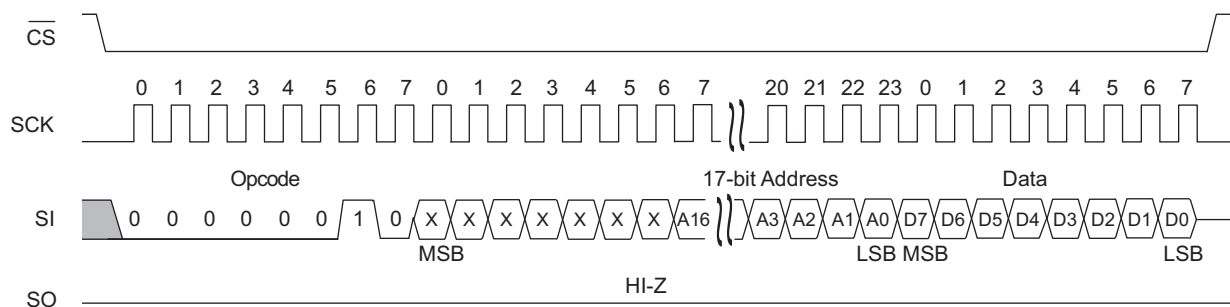 CS
0 1 2 3 4 5 6 7 0 1 2 3 4 5 6 7 20 21 22 23 0 1 2 3 4 5 6 7
SCK
Opcode 17-bit Address Data
SI 0 0 0 0 0 0 1 0 X X X X X X X A16 A3 A2 A1 A0 D7 D6 D5 D4 D3 D2 D1 D0
MSB LSB MSB LSB
HI-Z
SO